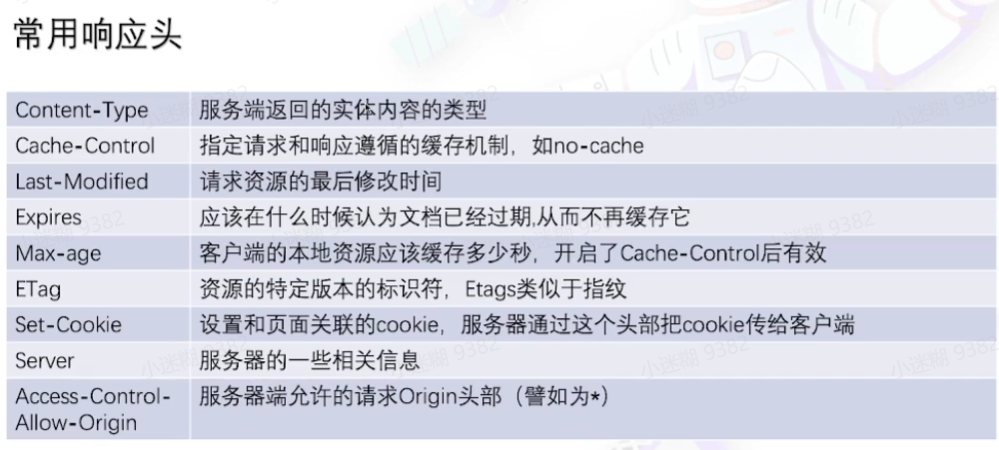 常用响应头
Content-Type 服务端返回的实体内容的类型
Cache-Control 指定请求和响应遵循的缓存机制，如no-cache
Last-Modified 请求资源的最后修改时间
Expires 应该在什么时候认为文档已经过期,从而不再缓存它
Max-age 客户端的本地资源应该缓存多少秒，开启了Cache-Control后有效
ETag 资源的特定版本的标识符，Etags类似于指纹
Set-Cookie 设置和页面关联的cookie，服务器通过这个头部把cookie传给客户端
Server 服务器的一些相关信息
Access-Control- 服务器端允许的请求Origin头部（譬如为*）
Allow-Origin
小迷糊 9382